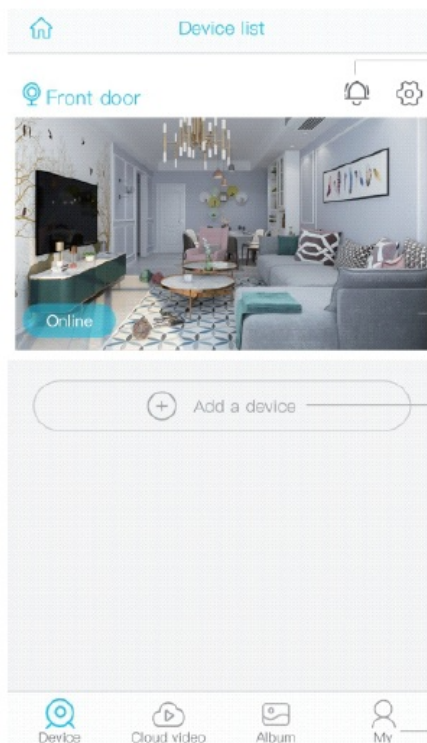 Device list
Front door
Online
Add a device
Device Cloud video Album My